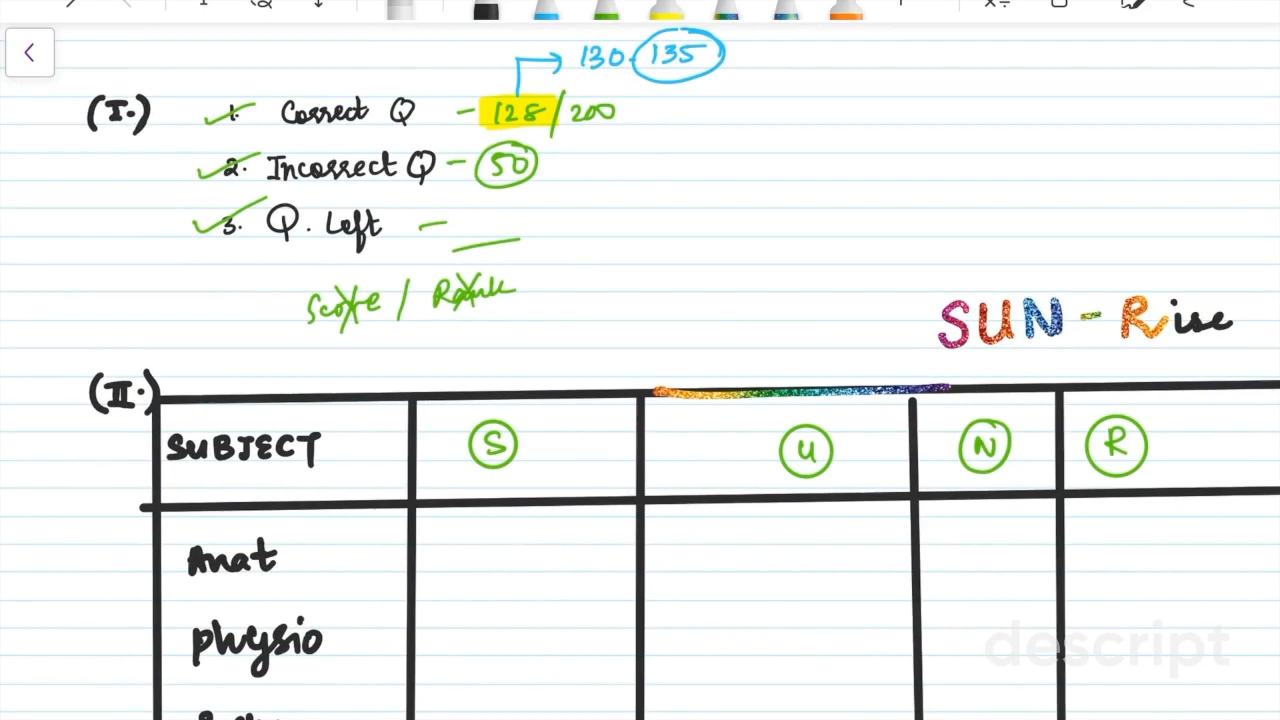 130-135
(I.) 1. Correct Q - 128/200
2. Incorrect Q - 50
3. Q. Left -
Score / Rank
SUN - Rise
(II.)
SUBJECT S U N R
Anat
physio
descript